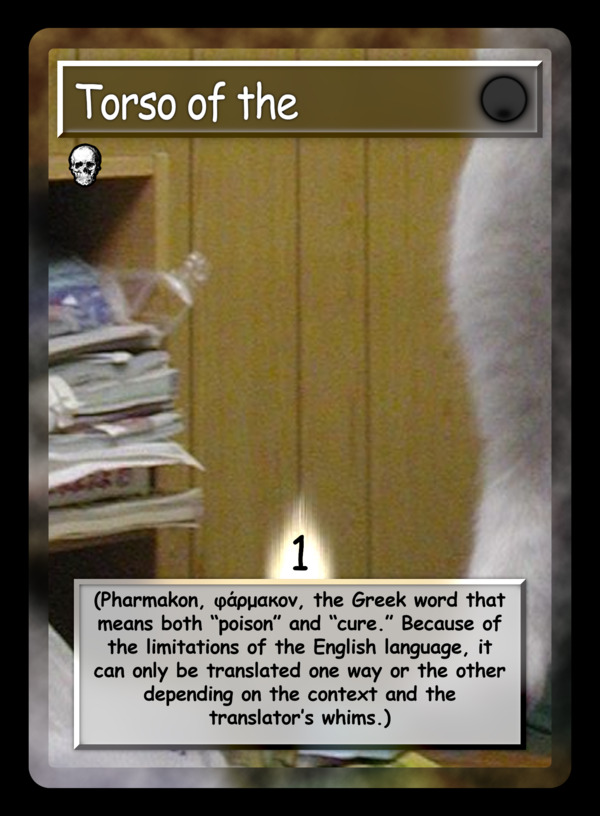 Torso of the
1
(Pharmakon, φάρμακον, the Greek word that
means both “poison” and “cure.” Because of
the limitations of the English language, it
can only be translated one way or the other
depending on the context and the
translator’s whims.)